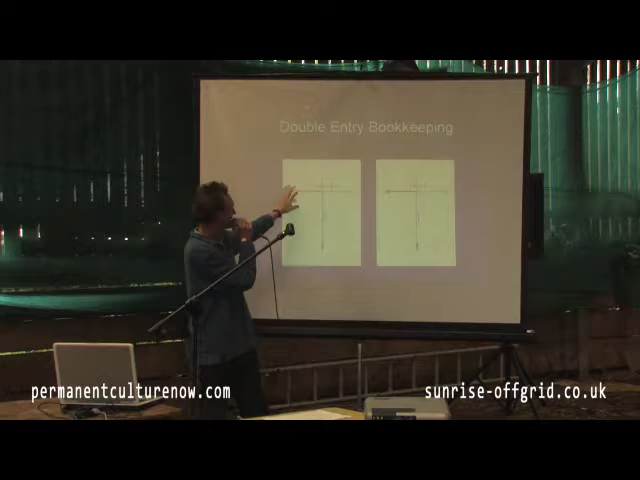 Double Entry Bookkeeping
permanentculturenow.com
sunrise-offgrid.co.uk